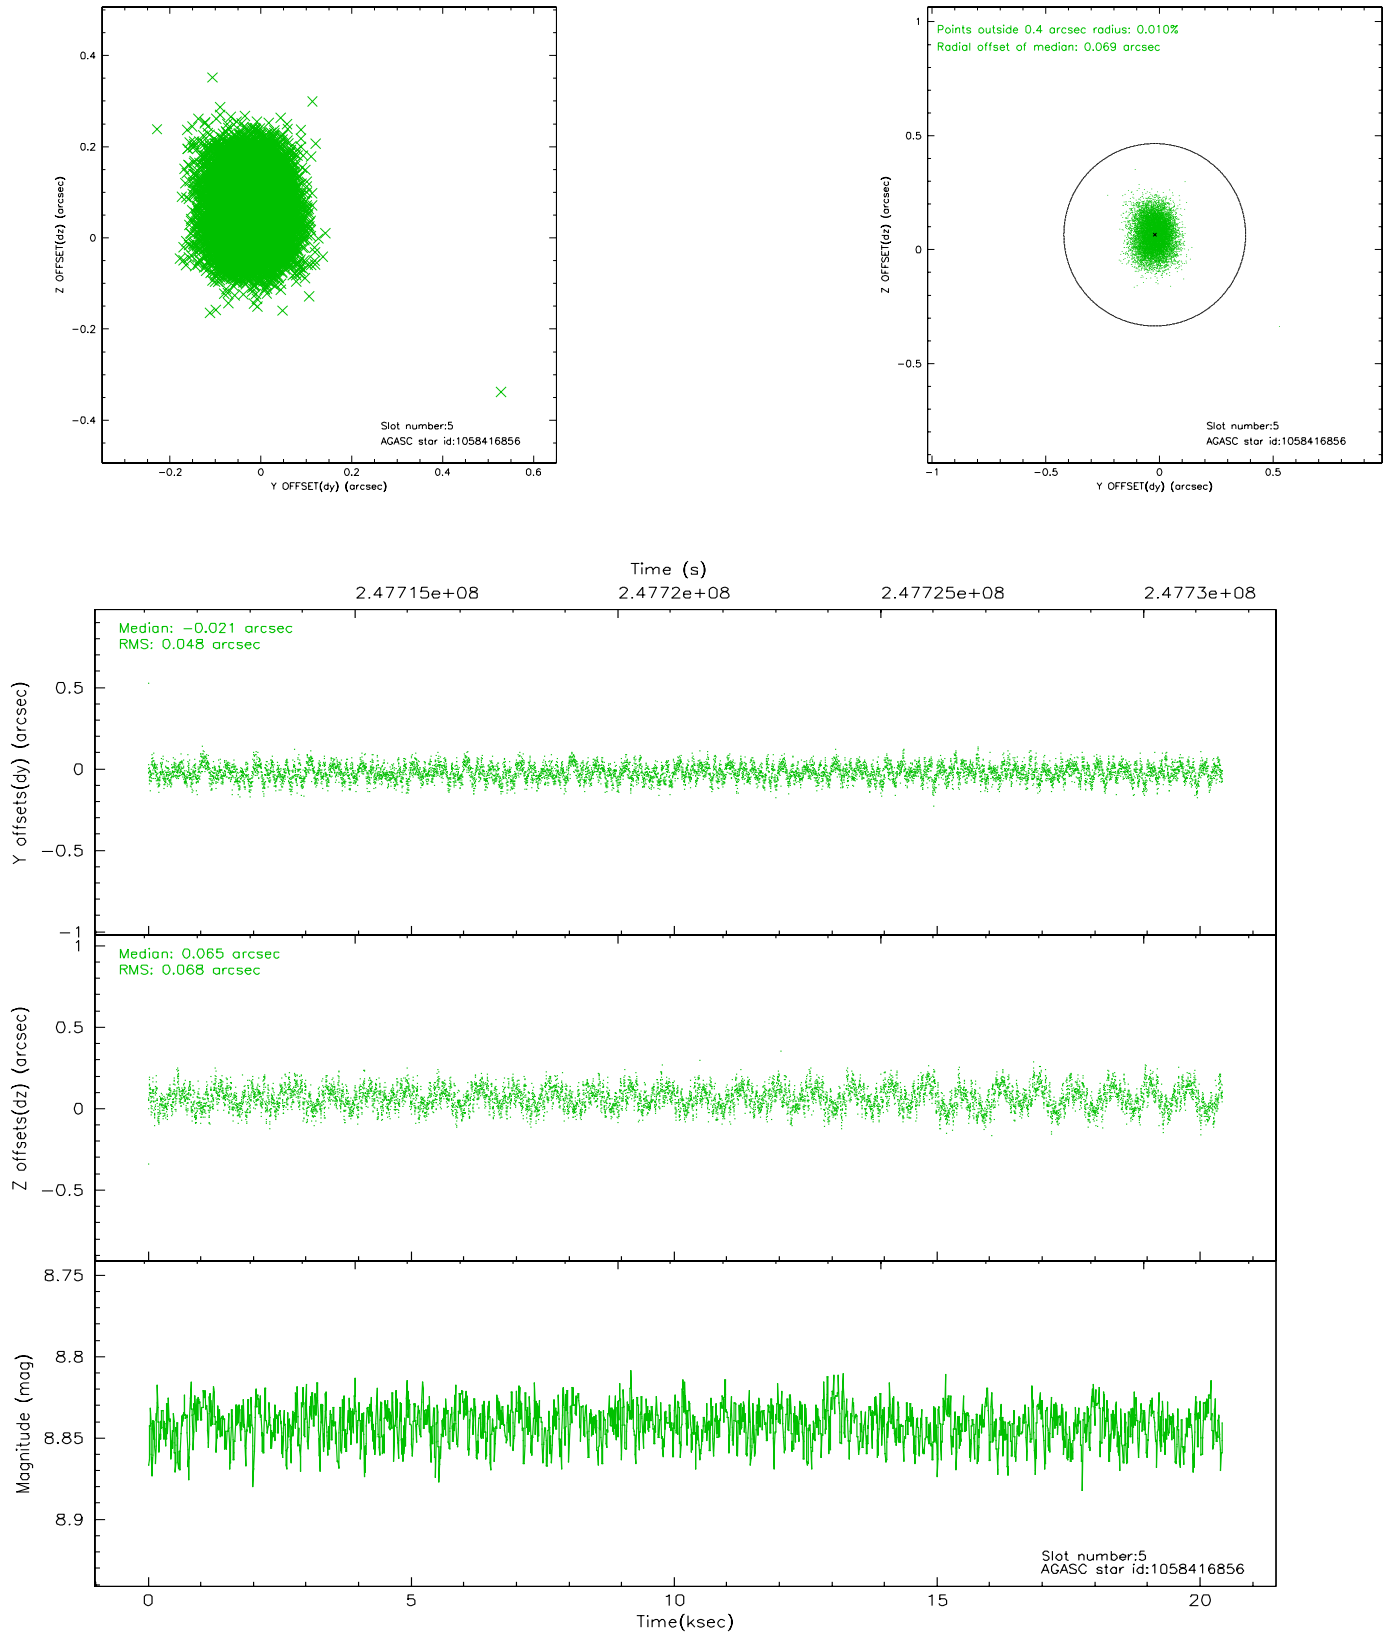 0.4
0.2
0
-0.2
-0.4
Z OFFSET(dz) (arcsec)
Slot number:5
AGASC star id:1058416856
-0.2
0
0.2
0.4
0.6
Y OFFSET(dy) (arcsec)
Points outside 0.4 arcsec radius: 0.010%
Radial offset of median: 0.069 arcsec
1
0.5
0
-0.5
Z OFFSET(dz) (arcsec)
Slot number:5
AGASC star id:1058416856
-1
-0.5
0
0.5
Y OFFSET(dy) (arcsec)
Time (s)
2.47715e+08
2.4772e+08
2.47725e+08
2.4773e+08
Median: -0.021 arcsec
RMS: 0.048 arcsec
0.5
0
-0.5
-1
Y offsets(dy) (arcsec)
Median: 0.065 arcsec
RMS: 0.068 arcsec
1
0.5
0
-0.5
Z offsets(dz) (arcsec)
8.75
8.8
8.85
8.9
Magnitude (mag)
Slot number:5
AGASC star id:1058416856
0
5
10
15
20
Time(ksec)